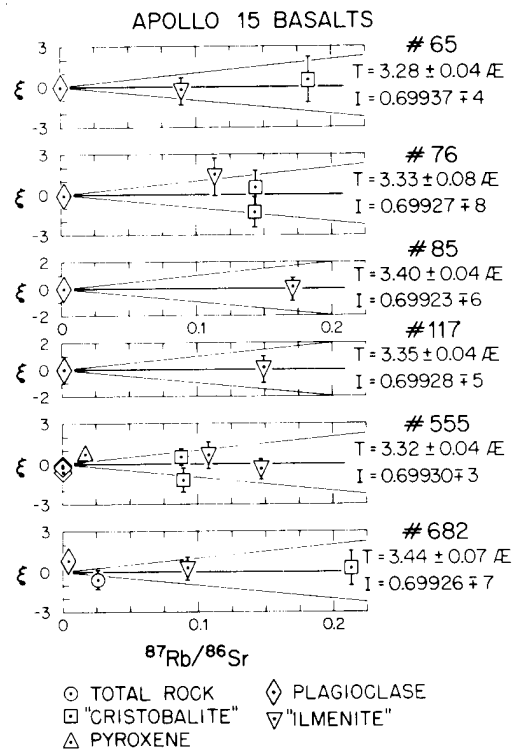 APOLLO 15 BASALTS
# 65
3
ξ 0
-3
T = 3.28 ± 0.04 Æ
I = 0.69937 ∓ 4
# 76
3
ξ 0
-3
T = 3.33 ± 0.08 Æ
I = 0.69927 ∓ 8
# 85
2
ξ 0
-2
T = 3.40 ± 0.04 Æ
I = 0.69923 ∓ 6
0 0.1 0.2
# 117
2
ξ 0
-2
T = 3.35 ± 0.04 Æ
I = 0.69928 ∓ 5
# 555
3
ξ 0
-3
T = 3.32 ± 0.04 Æ
I = 0.69930 ∓ 3
# 682
3
ξ 0
-3
T = 3.44 ± 0.07 Æ
I = 0.69926 ∓ 7
0 0.1 0.2
⁸⁷Rb/⁸⁶Sr
TOTAL ROCK
"CRISTOBALITE"
PYROXENE
PLAGIOCLASE
"ILMENITE"